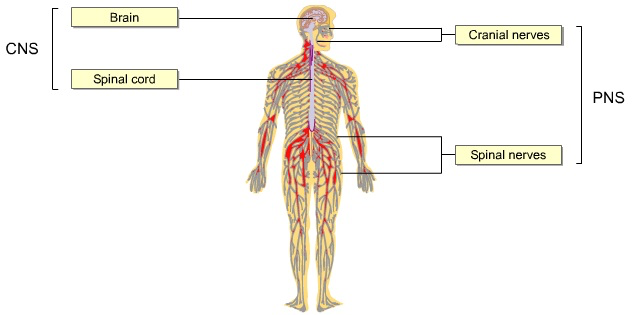 Brain
Cranial nerves
CNS
Spinal cord
PNS
Spinal nerves